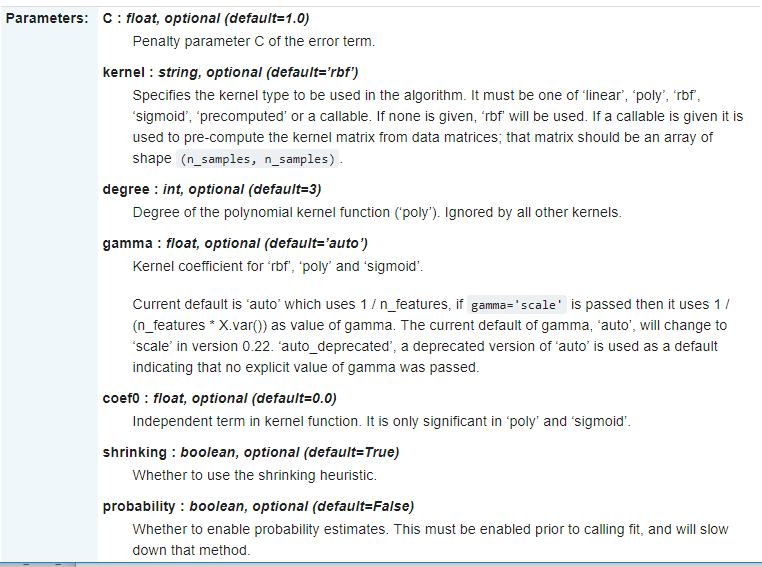 Parameters: C : float, optional (default=1.0)
Penalty parameter C of the error term.
kernel : string, optional (default=’rbf’)
Specifies the kernel type to be used in the algorithm. It must be one of ‘linear’, ‘poly’, ‘rbf’,
‘sigmoid’, ‘precomputed’ or a callable. If none is given, ‘rbf’ will be used. If a callable is given it is
used to pre-compute the kernel matrix from data matrices; that matrix should be an array of
shape (n_samples, n_samples).
degree : int, optional (default=3)
Degree of the polynomial kernel function (‘poly’). Ignored by all other kernels.
gamma : float, optional (default=’auto’)
Kernel coefficient for ‘rbf’, ‘poly’ and ‘sigmoid’.
Current default is ‘auto’ which uses 1 / n_features, if gamma='scale' is passed then it uses 1 /
(n_features * X.var()) as value of gamma. The current default of gamma, ‘auto’, will change to
‘scale’ in version 0.22. ‘auto_deprecated’, a deprecated version of ‘auto’ is used as a default
indicating that no explicit value of gamma was passed.
coef0 : float, optional (default=0.0)
Independent term in kernel function. It is only significant in ‘poly’ and ‘sigmoid’.
shrinking : boolean, optional (default=True)
Whether to use the shrinking heuristic.
probability : boolean, optional (default=False)
Whether to enable probability estimates. This must be enabled prior to calling fit, and will slow
down that method.